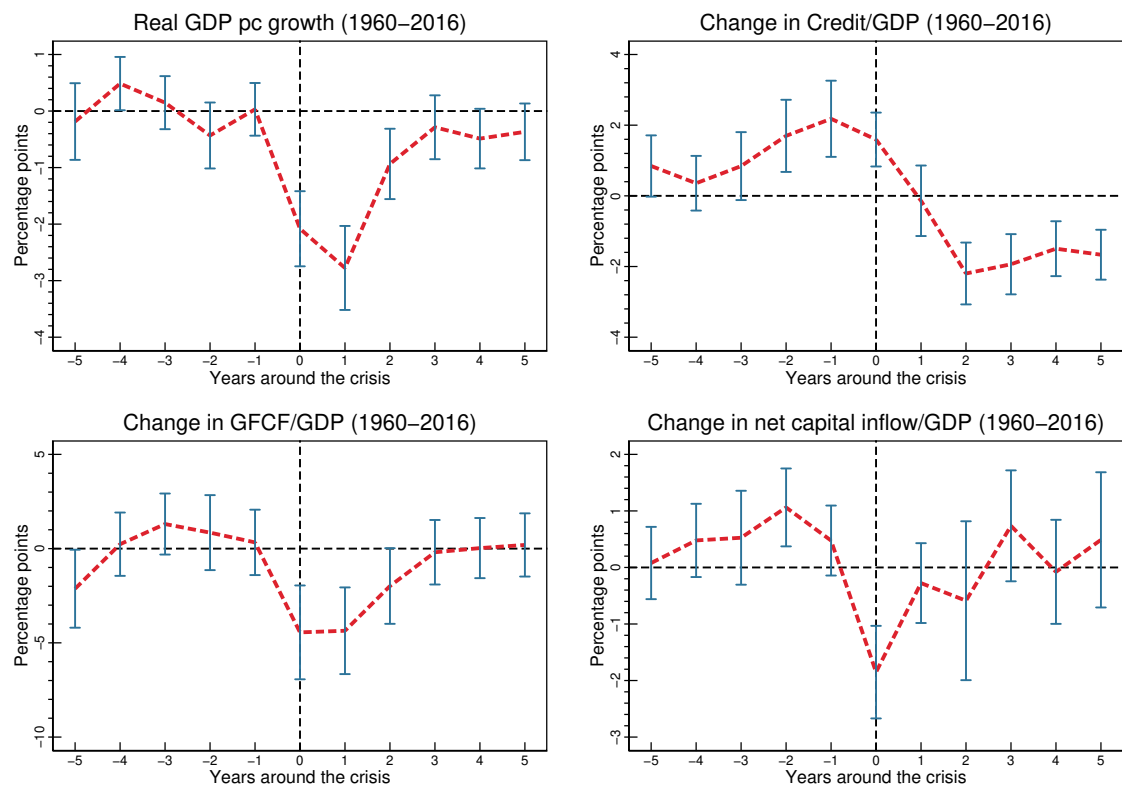 Real GDP pc growth (1960−2016)
Percentage points
1
0
−1
−2
−3
−4
−5 −4 −3 −2 −1 0 1 2 3 4 5
Years around the crisis
Change in Credit/GDP (1960−2016)
Percentage points
4
2
0
−2
−4
−5 −4 −3 −2 −1 0 1 2 3 4 5
Years around the crisis
Change in GFCF/GDP (1960−2016)
Percentage points
5
0
−5
−10
−5 −4 −3 −2 −1 0 1 2 3 4 5
Years around the crisis
Change in net capital inflow/GDP (1960−2016)
Percentage points
2
1
0
−1
−2
−3
−5 −4 −3 −2 −1 0 1 2 3 4 5
Years around the crisis